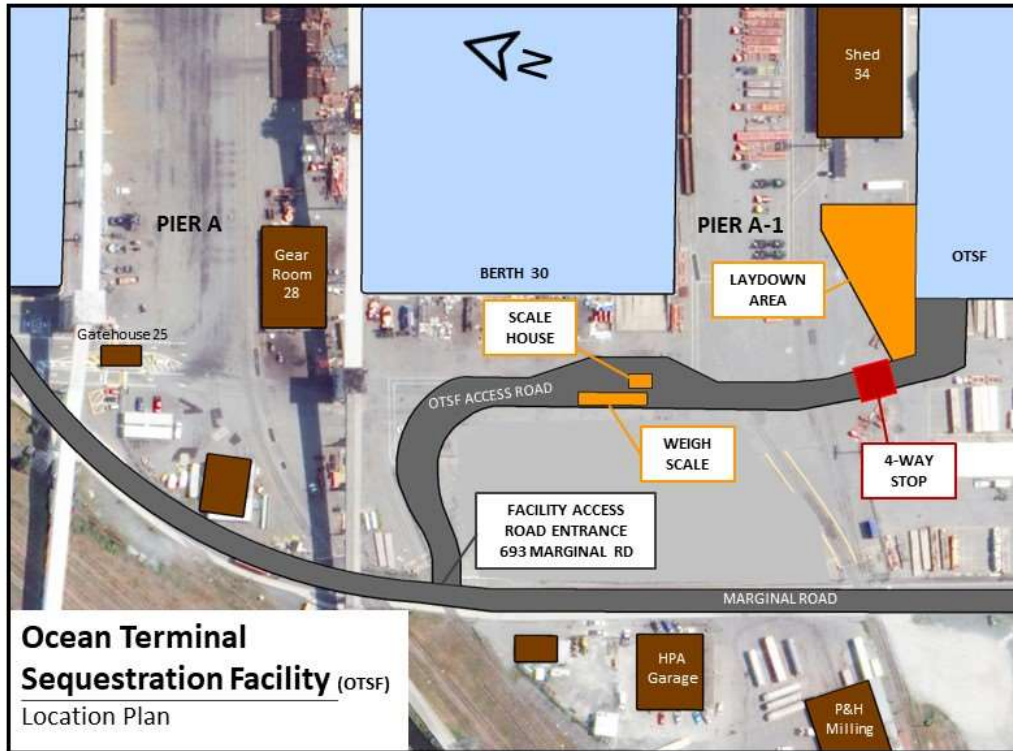 N
Shed
34
PIER A
PIER A-1
Gear
Room
28
BERTH 30
OTSF
LAYDOWN
AREA
SCALE
HOUSE
Gatehouse 25
OTSF ACCESS ROAD
WEIGH
SCALE
4-WAY
STOP
FACILITY ACCESS
ROAD ENTRANCE
693 MARGINAL RD
MARGINAL ROAD
Ocean Terminal
Sequestration Facility (OTSF)
Location Plan
HPA
Garage
P&H
Milling